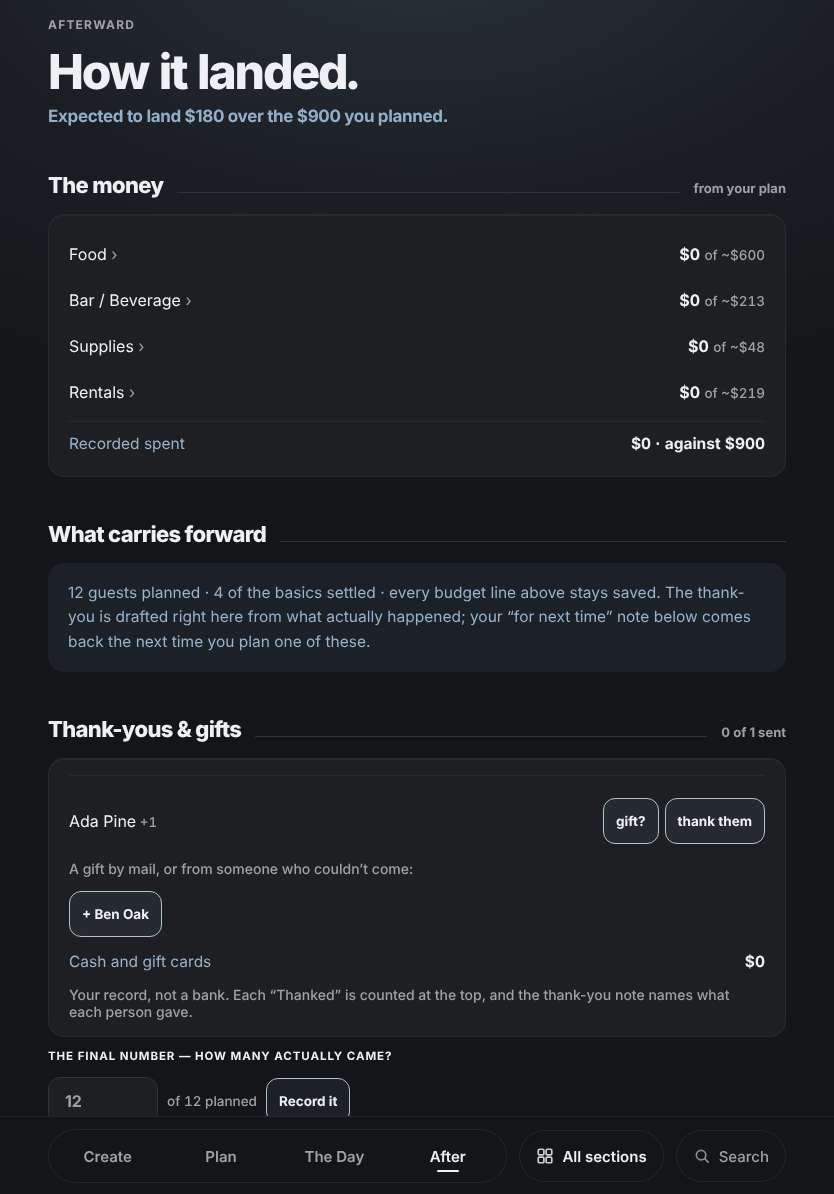 AFTERWARD
How it landed.
Expected to land $180 over the $900 you planned.
The money
from your plan
Food ›
$0 of ~$600
Bar / Beverage ›
$0 of ~$213
Supplies ›
$0 of ~$48
Rentals ›
$0 of ~$219
Recorded spent
$0 · against $900
What carries forward
12 guests planned · 4 of the basics settled · every budget line above stays saved. The thank-
you is drafted right here from what actually happened; your “for next time” note below comes
back the next time you plan one of these.
Thank-yous & gifts
0 of 1 sent
Ada Pine +1
gift?
thank them
A gift by mail, or from someone who couldn’t come:
+ Ben Oak
Cash and gift cards
$0
Your record, not a bank. Each “Thanked” is counted at the top, and the thank-you note names what
each person gave.
THE FINAL NUMBER — HOW MANY ACTUALLY CAME?
12
of 12 planned
Record it
Create
Plan
The Day
After
All sections
Search